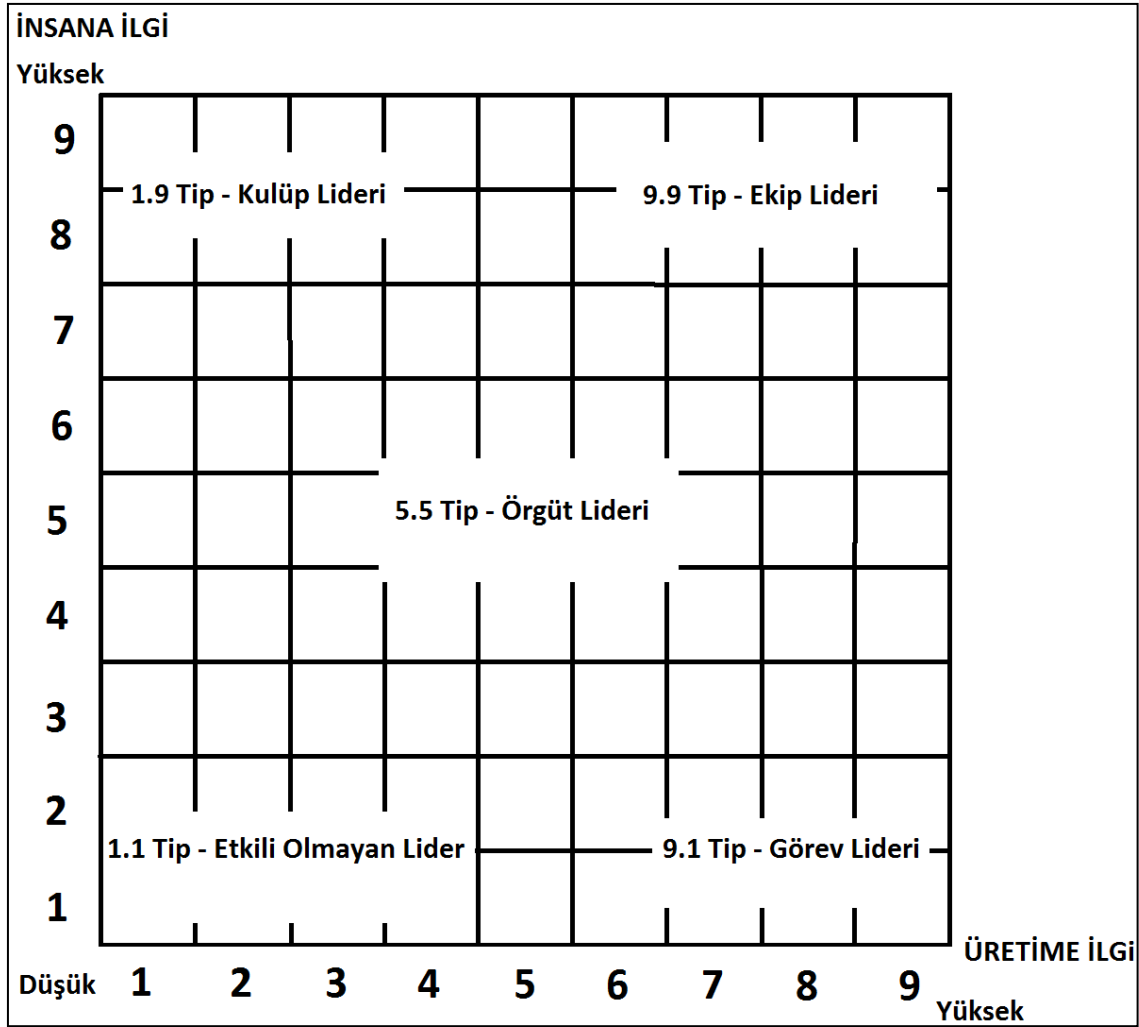 İNSANA İLGİ
Yüksek
9
1.9 Tip - Kulüp Lideri 9.9 Tip - Ekip Lideri
8
7
6
5
5.5 Tip - Örgüt Lideri
4
3
2
1.1 Tip - Etkili Olmayan Lider 9.1 Tip - Görev Lideri
1
ÜRETİME İLGi
Düşük 1 2 3 4 5 6 7 8 9
Yüksek